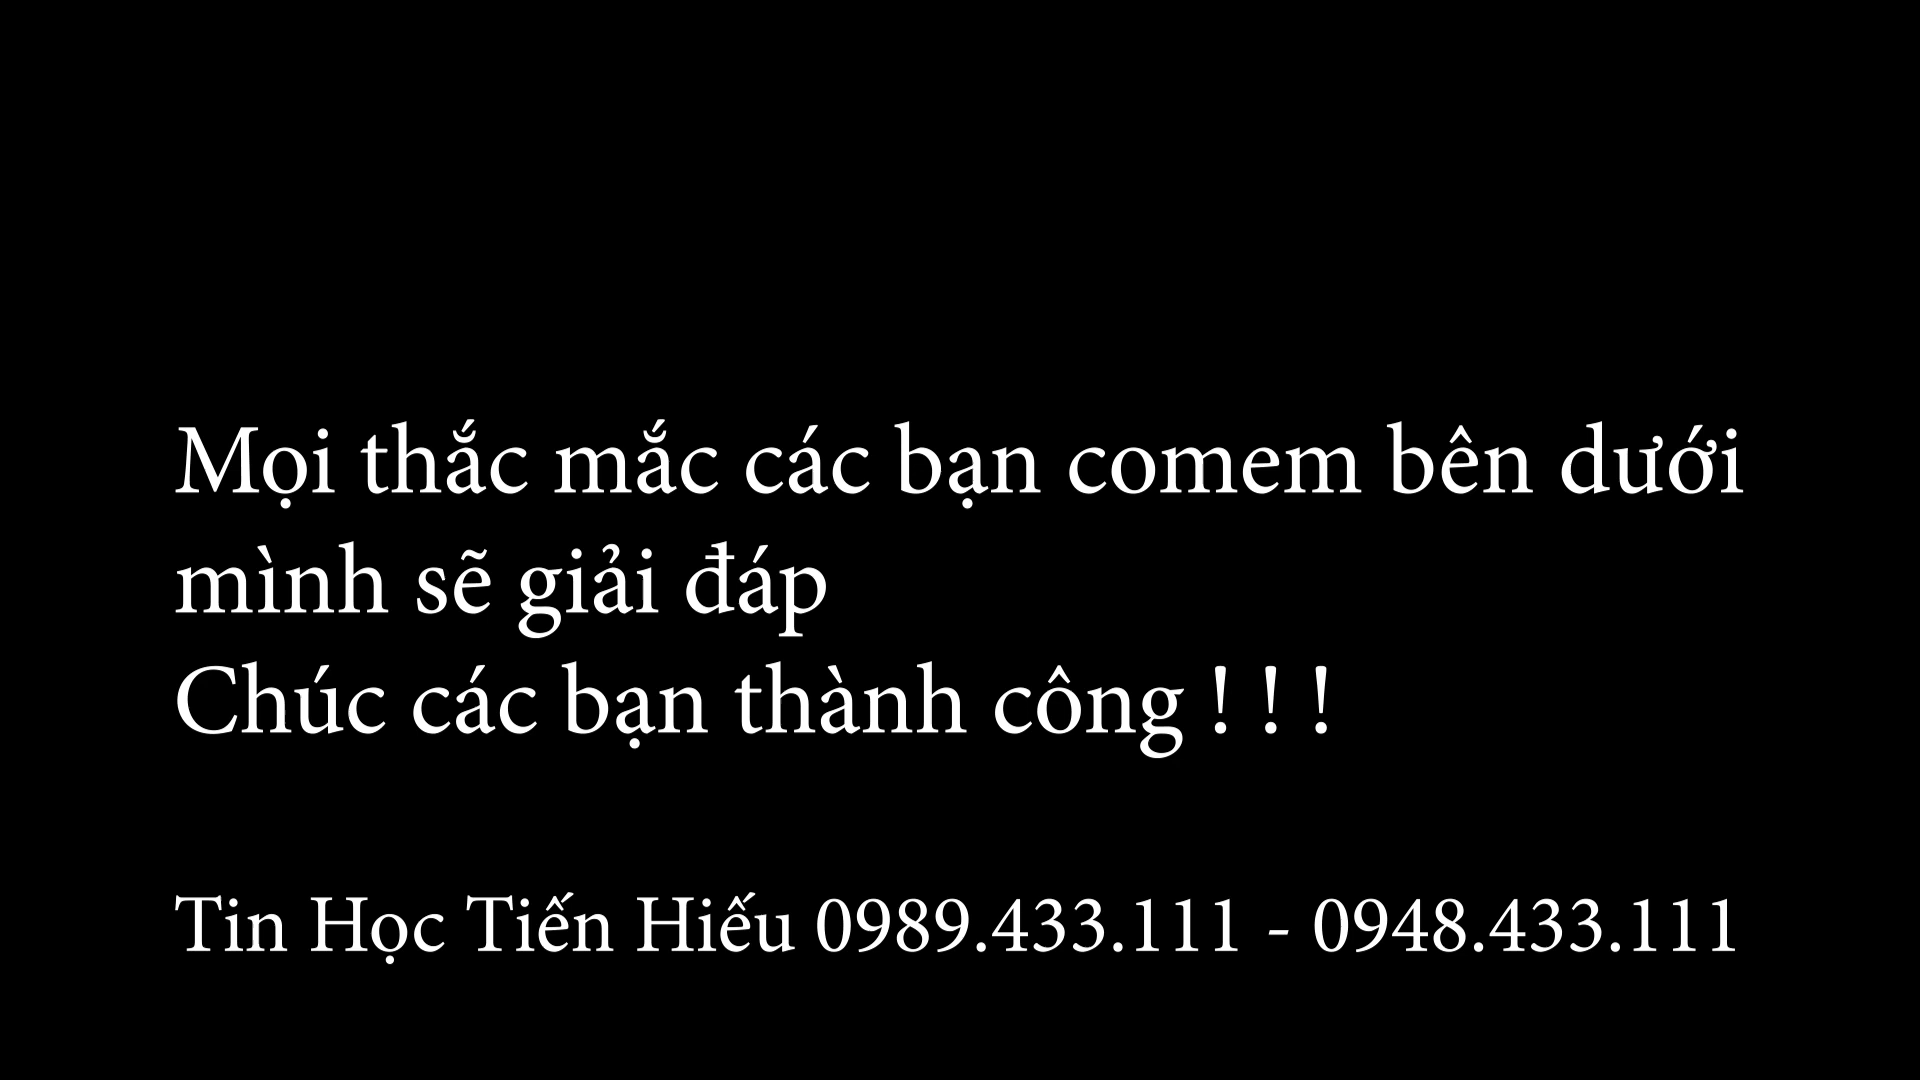 Mọi thắc mắc các bạn comem bên dưới
mình sẽ giải đáp
Chúc các bạn thành công ! ! !
Tin Học Tiến Hiếu 0989.433.111 - 0948.433.111